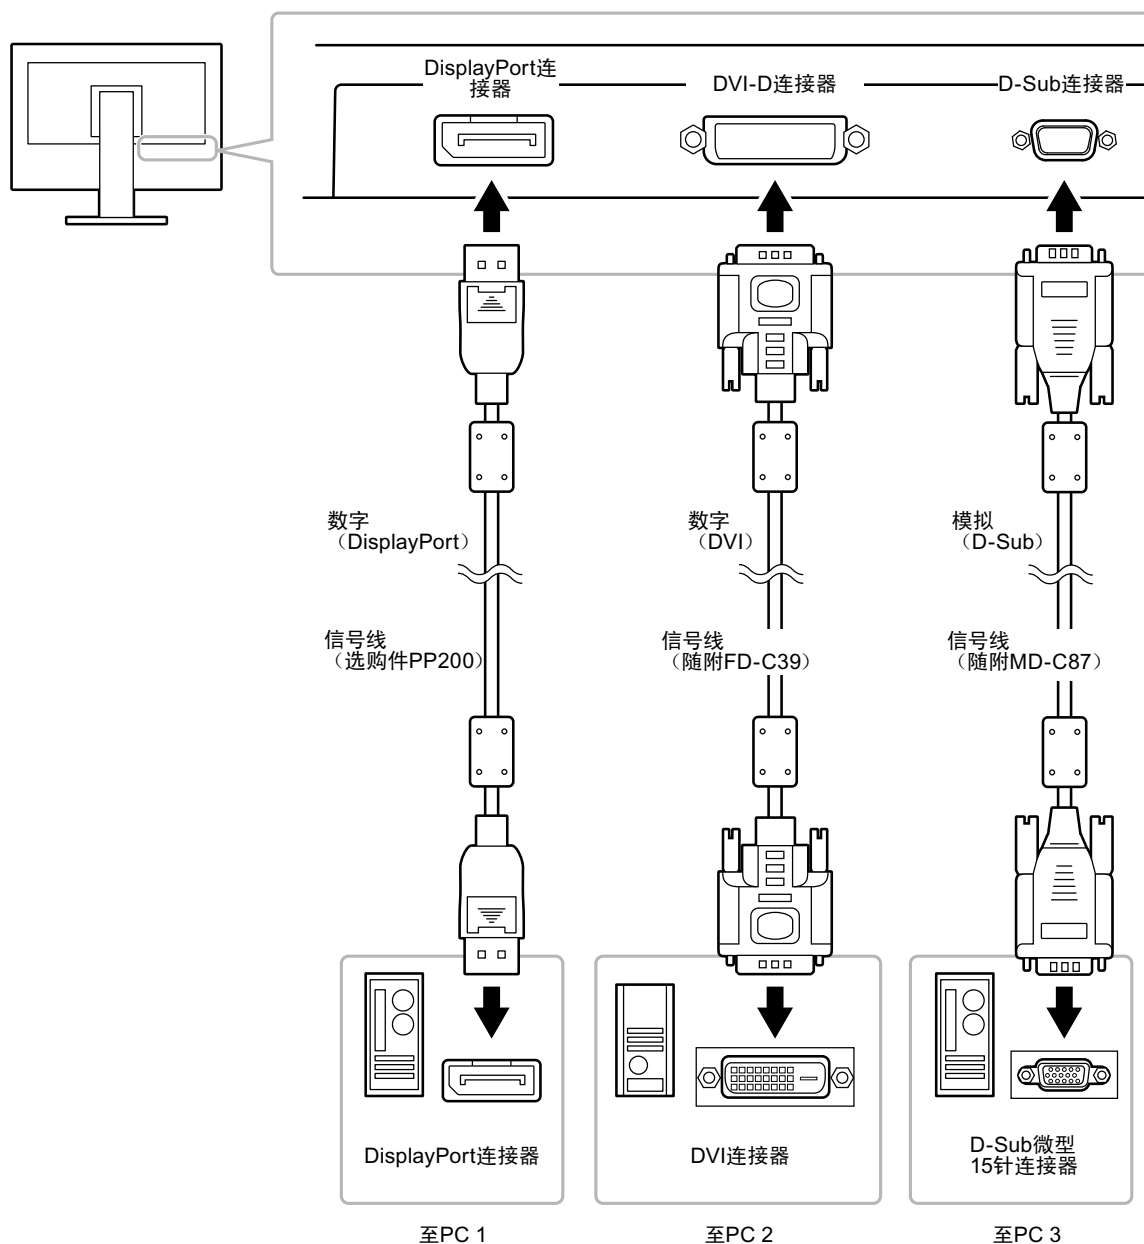 DisplayPort连
接器
DVI-D连接器
D-Sub连接器
数字
（DisplayPort）
数字
（DVI）
模拟
（D-Sub）
信号线
（选购件PP200）
信号线
（随附FD-C39）
信号线
（随附MD-C87）
DisplayPort连接器
DVI连接器
D-Sub微型
15针连接器
至PC 1
至PC 2
至PC 3